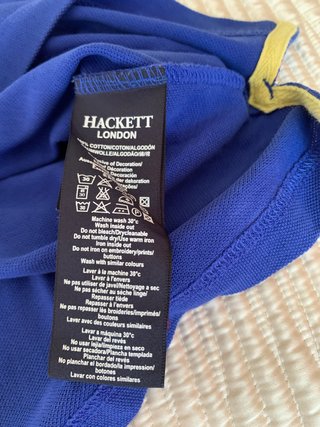 HACKETT
LONDON
COTTON/COTON/ALGODÓN
of Decoration/
30
Machine wash 30°c
Wash inside out
Do not bleach/Drycleanable
Do not tumble dry/Use warm iron
Iron inside out
Do not iron on embroidery/prints/
buttons
Wash with similar colours
Laver à la machine 30°c
Laver à l'envers
Ne pas utiliser de javel/Nettoyage a sec
Ne pas sécher au sèche linge/
Repasser tiède
Repasser à l'envers
Ne pas repasser les broderies/imprimés/
boutons
Laver avec des couleurs similaires
Lavar a máquina 30°c
Lavar del revés
No usar lejía/limpieza en seco
No usar secadora/Plancha templada
Planchar del revés
No planchar el bordado/la impresion/
botones
Lavar con colores similares